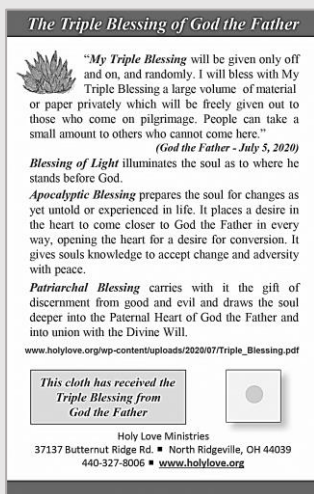 The Triple Blessing of God the Father
“My Triple Blessing will be given only off
and on, and randomly. I will bless with My
Triple Blessing a large volume of material
or paper privately which will be freely given out to
those who come on pilgrimage. People can take a
small amount to others who cannot come here.”
(God the Father - July 5, 2020)
Blessing of Light illuminates the soul as to where he
stands before God.
Apocalyptic Blessing prepares the soul for changes as
yet untold or experienced in life. It places a desire in
the heart to come closer to God the Father in every
way, opening the heart for a desire for conversion. It
gives souls knowledge to accept change and adversity
with peace.
Patriarchal Blessing carries with it the gift of
discernment from good and evil and draws the soul
deeper into the Paternal Heart of God the Father and
into union with the Divine Will.
www.holylove.org/wp-content/uploads/2020/07/Triple_Blessing.pdf
This cloth has received the
Triple Blessing from
God the Father
Holy Love Ministries
37137 Butternut Ridge Rd. ▪ North Ridgeville, OH 44039
440-327-8006 ▪ www.holylove.org